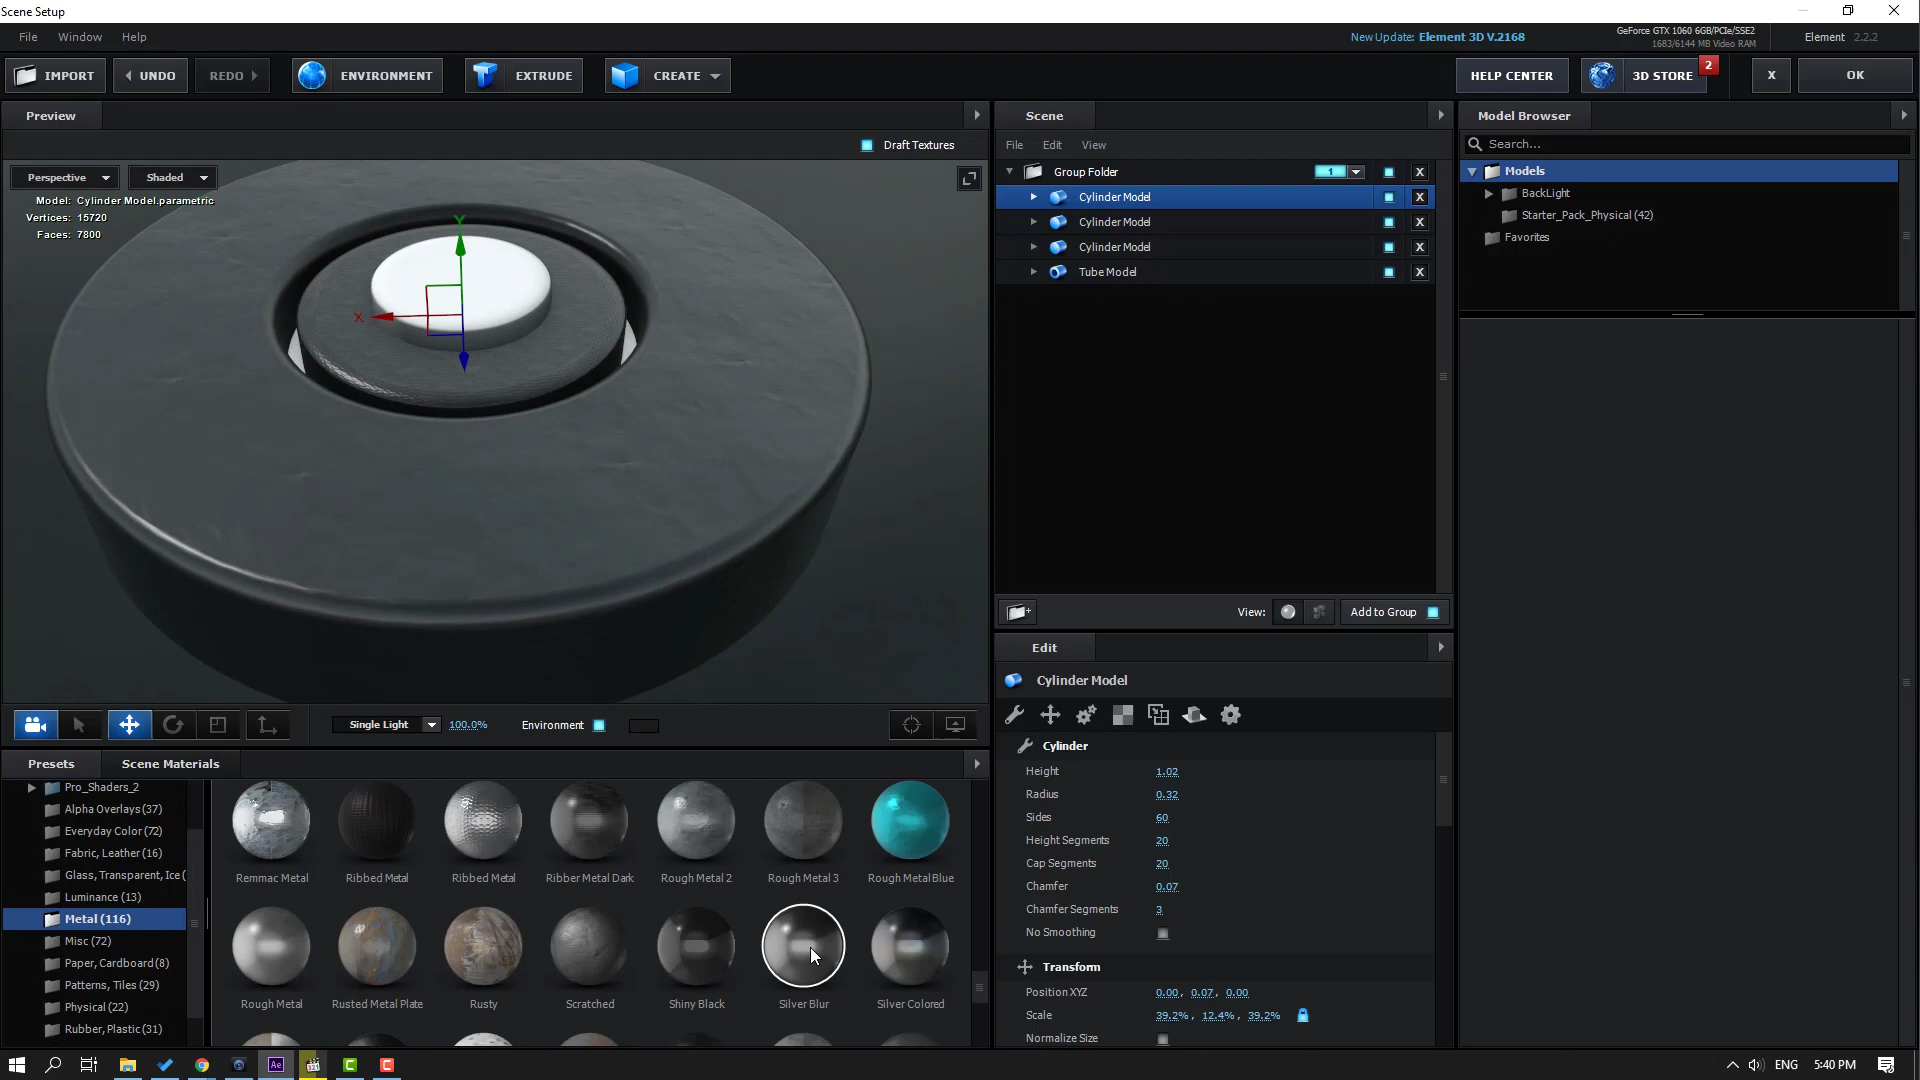 Scene Setup
File Window Help
New Update: Element 3D V.2168
GeForce GTX 1060 6GB/PCIe/SSE2
1683/6144 MB Video RAM
Element 2.2.2
IMPORT UNDO REDO ENVIRONMENT EXTRUDE CREATE HELP CENTER 3D STORE 2 X OK
Preview
Draft Textures
Perspective Shaded
Model: Cylinder Model.parametric
Vertices: 15720
Faces: 7800
Y
X
Single Light 100.0% Environment
Scene
File Edit View
Group Folder 1 X
Cylinder Model X
Cylinder Model X
Cylinder Model X
Tube Model X
View: Add to Group
Model Browser
Search...
Models
BackLight
Starter_Pack_Physical (42)
Favorites
Edit
Cylinder Model
Cylinder
Height 1.02
Radius 0.32
Sides 60
Height Segments 20
Cap Segments 20
Chamfer 0.07
Chamfer Segments 3
No Smoothing
Transform
Position XYZ 0.00, 0.07, 0.00
Scale 39.2%, 12.4%, 39.2%
Normalize Size
Presets Scene Materials
Pro_Shaders_2
Alpha Overlays (37)
Everyday Color (72)
Fabric, Leather (16)
Glass, Transparent, Ice (
Luminance (13)
Metal (116)
Misc (72)
Paper, Cardboard (8)
Patterns, Tiles (29)
Physical (22)
Rubber, Plastic (31)
Remmac Metal Ribbed Metal Ribbed Metal Ribber Metal Dark Rough Metal 2 Rough Metal 3 Rough Metal Blue
Rough Metal Rusted Metal Plate Rusty Scratched Shiny Black Silver Blur Silver Colored
Ae C C ENG 5:40 PM